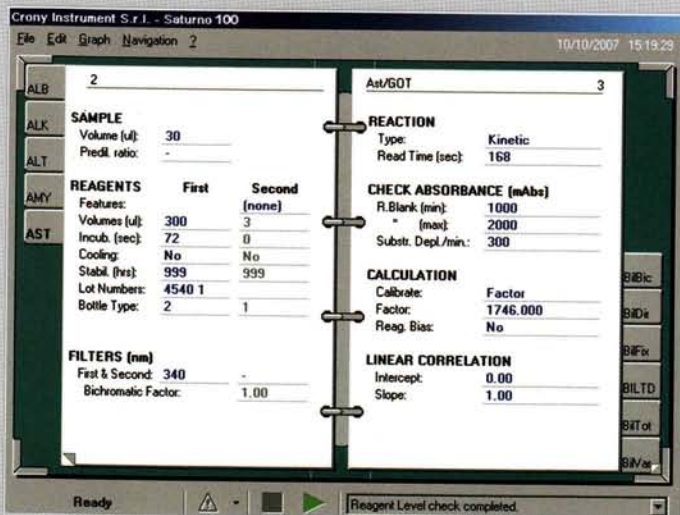 Crony Instrument S.r.l. - Saturno 100
File Edit Graph Navigation ?
10/10/2007 15:19:29
ALB
ALK
ALT
AMY
AST
2
SAMPLE
Volume (ul): 30
Predil. ratio: -
REAGENTS First Second
Features: (none)
Volumes (ul): 300 3
Incub. (sec): 72 0
Cooling: No No
Stabil. (hrs): 999 999
Lot Numbers: 4540 1
Bottle Type: 2 1
FILTERS (nm)
First & Second: 340 -
Bichromatic Factor: 1.00
Ast/GOT 3
REACTION
Type: Kinetic
Read Time (sec): 168
CHECK ABSORBANCE (mAbs)
R.Blank (min): 1000
" (max): 2000
Substr. Depl./min.: 300
CALCULATION
Calibrate: Factor
Factor: 1746.000
Reag. Bias: No
LINEAR CORRELATION
Intercept: 0.00
Slope: 1.00
BilBic
BilDir
BilFix
BILTD
BilTot
BilVar
Ready
Reagent Level check completed.